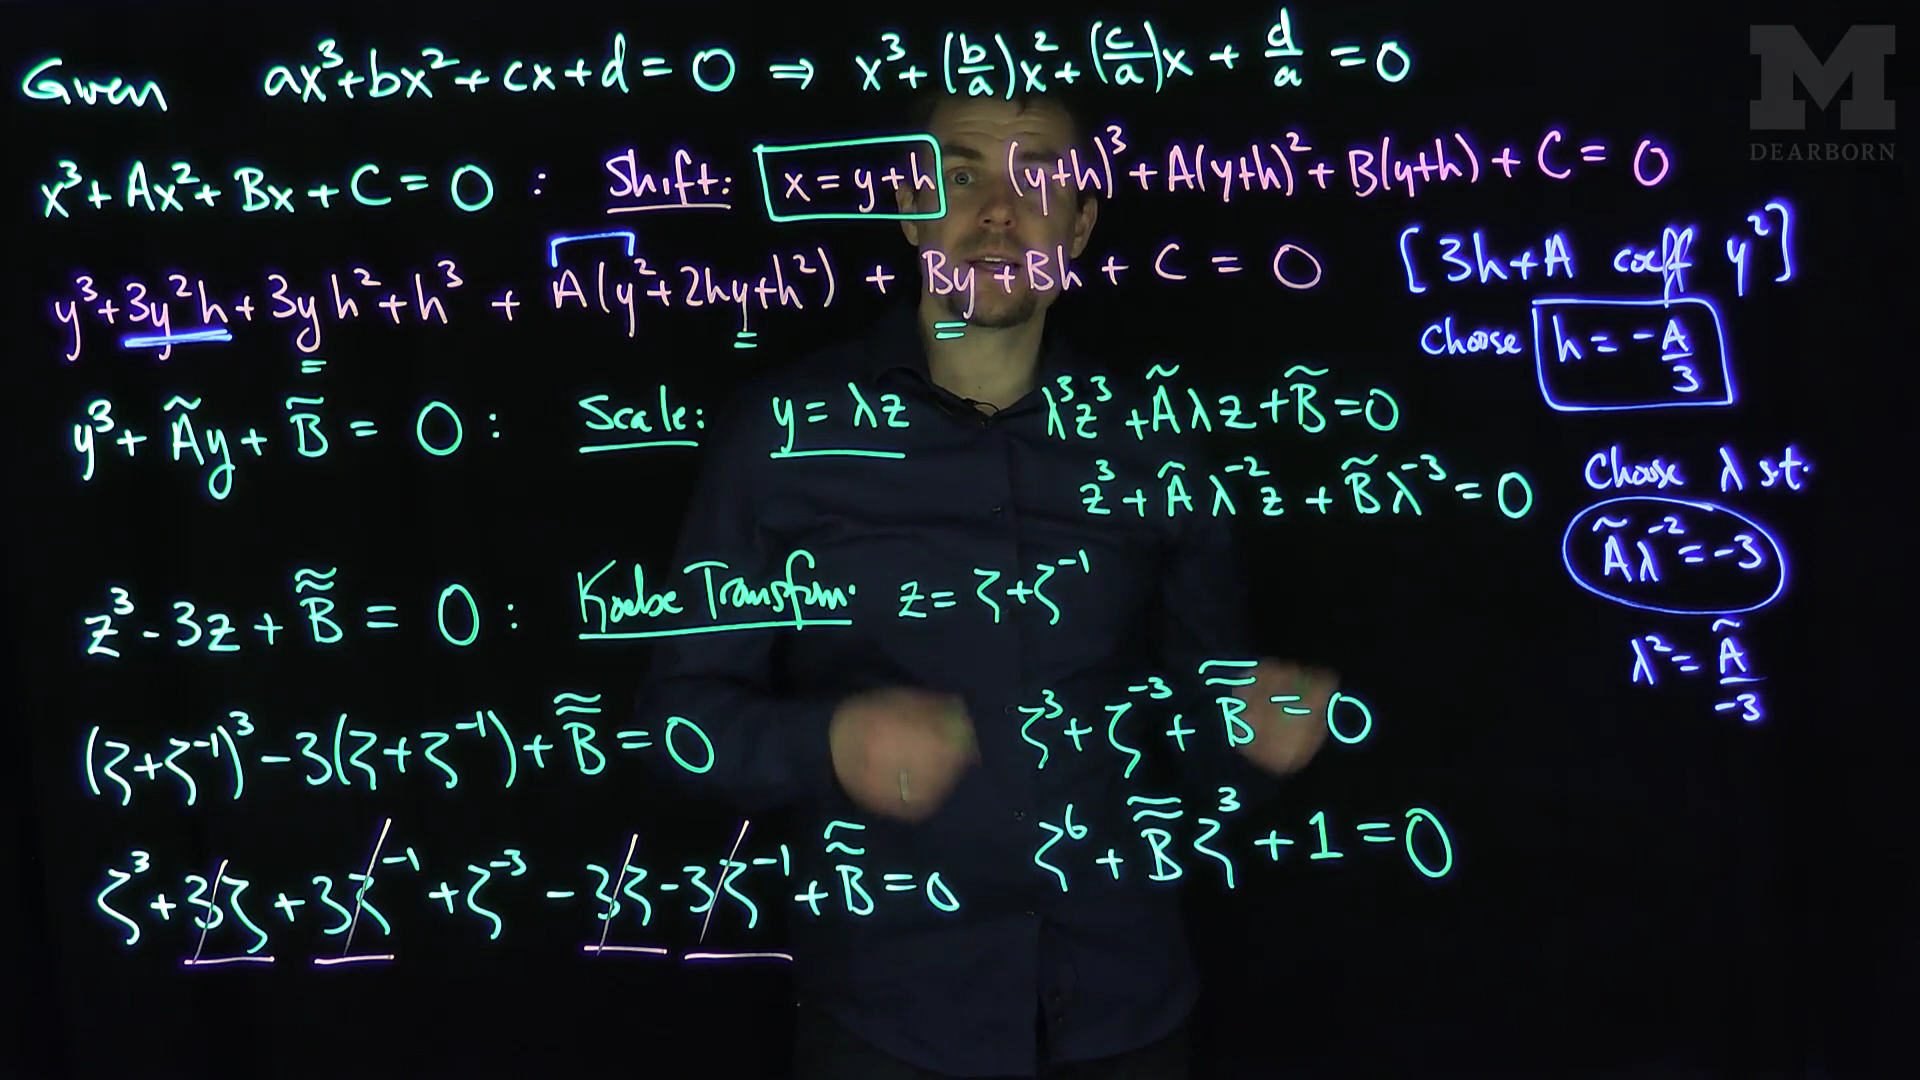 Given ax³+bx²+cx+d=0 ⇒ x³+(b/a)x²+(c/a)x+d/a=0
M
DEARBORN
x³+Ax²+Bx+C=0 : Shift: x=y+h (y+h)³+A(y+h)²+B(y+h)+C=0
y³+3y²h+3yh²+h³+A(y²+2hy+h²)+By+Bh+C=0
[3h+A coeff y²]
Choose h=-A/3
y³+Ãy+B̃=0: Scale: y=λz λ³z³+Ãλz+B̃=0
z³+Ãλ⁻²z+B̃λ⁻³=0
Choose λ st.
Ãλ⁻²=-3
λ²=Ã/-3
z³-3z+B̃̃=0: Koebe Transform. z=ζ+ζ⁻¹
(ζ+ζ⁻¹)³-3(ζ+ζ⁻¹)+B̃̃=0
ζ³+3ζ+3ζ⁻¹+ζ⁻³-3ζ-3ζ⁻¹+B̃̃=0
ζ³+ζ⁻³+B̃̃=0
ζ⁶+B̃̃ζ³+1=0